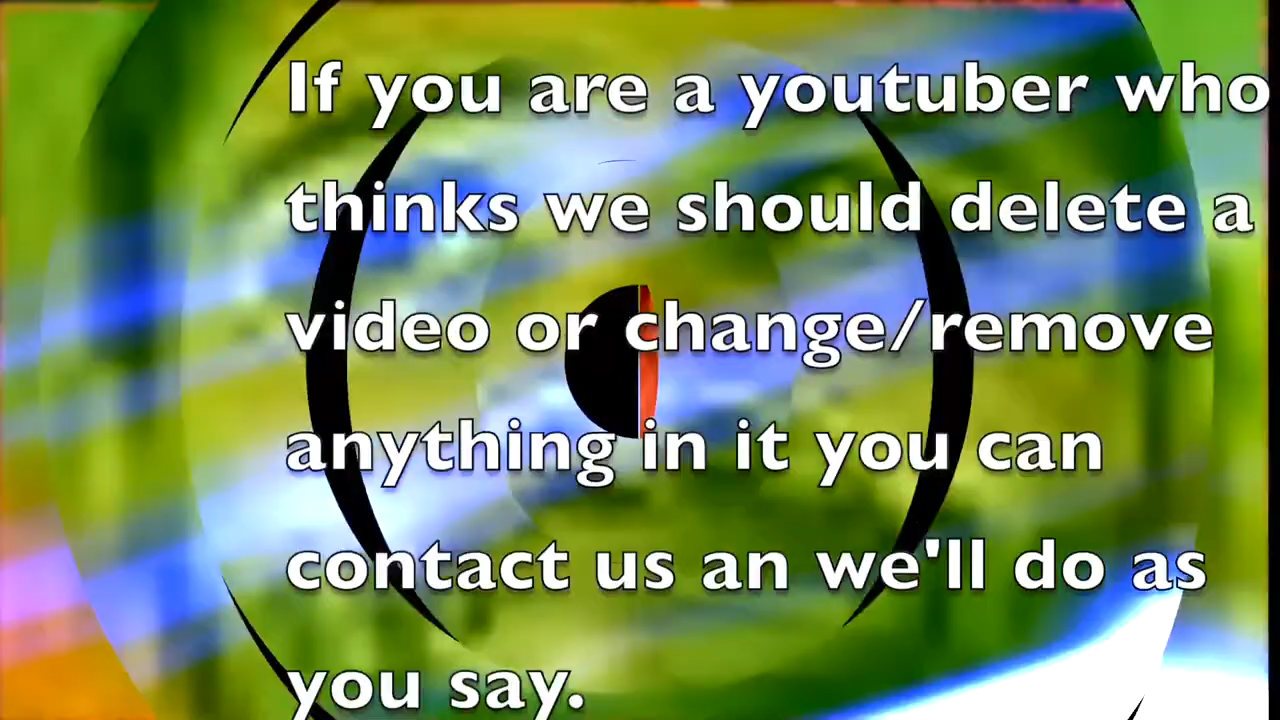 If you are a youtuber who
thinks we should delete a
video or change/remove
anything in it you can
contact us an we'll do as
you say.